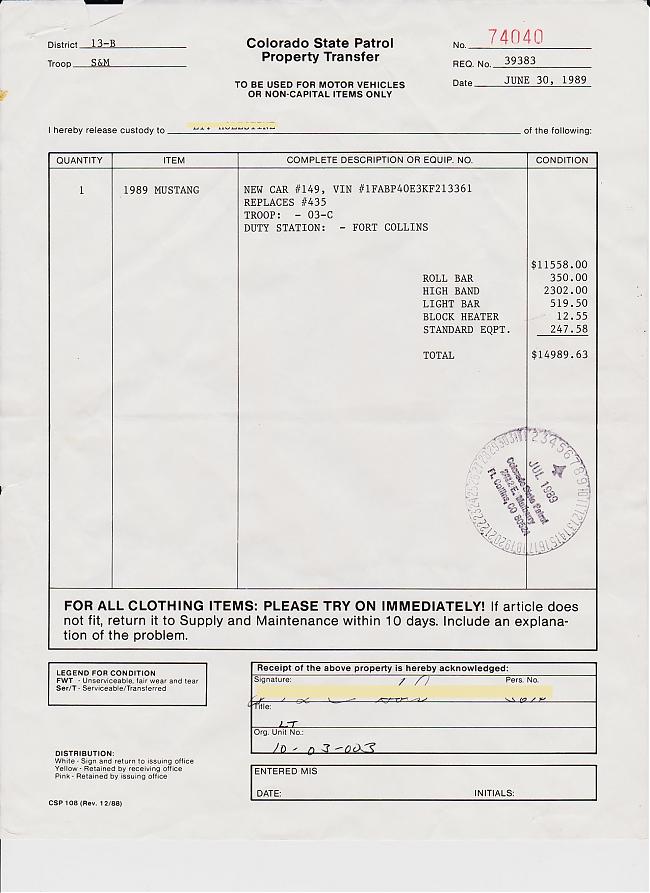 District 13-B
Troop S&M
Colorado State Patrol
Property Transfer
TO BE USED FOR MOTOR VEHICLES
OR NON-CAPITAL ITEMS ONLY
No. 74040
REQ. No. 39383
Date JUNE 30, 1989
I hereby release custody to of the following:
QUANTITY ITEM COMPLETE DESCRIPTION OR EQUIP. NO. CONDITION
1 1989 MUSTANG NEW CAR #149, VIN #1FABP40E3KF213361
REPLACES #435
TROOP: - 03-C
DUTY STATION: - FORT COLLINS
$11558.00
ROLL BAR 350.00
HIGH BAND 2302.00
LIGHT BAR 519.50
BLOCK HEATER 12.55
STANDARD EQPT. 247.58
TOTAL $14989.63
JUL 1989
Colorado State Patrol
Ft. Collins, CO 80524
FOR ALL CLOTHING ITEMS: PLEASE TRY ON IMMEDIATELY! If article does
not fit, return it to Supply and Maintenance within 10 days. Include an explana-
tion of the problem.
LEGEND FOR CONDITION
FWT - Unserviceable, fair wear and tear
Ser/T - Serviceable/Transferred
Receipt of the above property is hereby acknowledged:
Signature: Pers. No.
Title:
LT
Org. Unit No.:
10-03-003
DISTRIBUTION:
White - Sign and return to issuing office
Yellow - Retained by receiving office
Pink - Retained by issuing office
ENTERED MIS
DATE: INITIALS:
CSP 108 (Rev. 12/88)